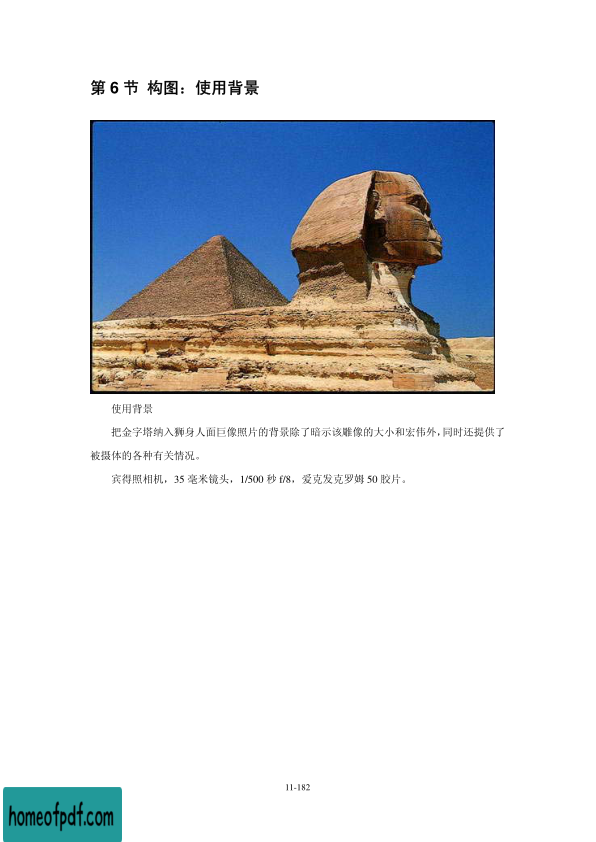 第 6 节 构图：使用背景
使用背景
把金字塔纳入狮身人面巨像照片的背景除了暗示该雕像的大小和宏伟外，同时还提供了
被摄体的各种有关情况。
宾得照相机，35 毫米镜头，1/500 秒 f/8，爱克发克罗姆 50 胶片。
11-182
homeofpdf.com